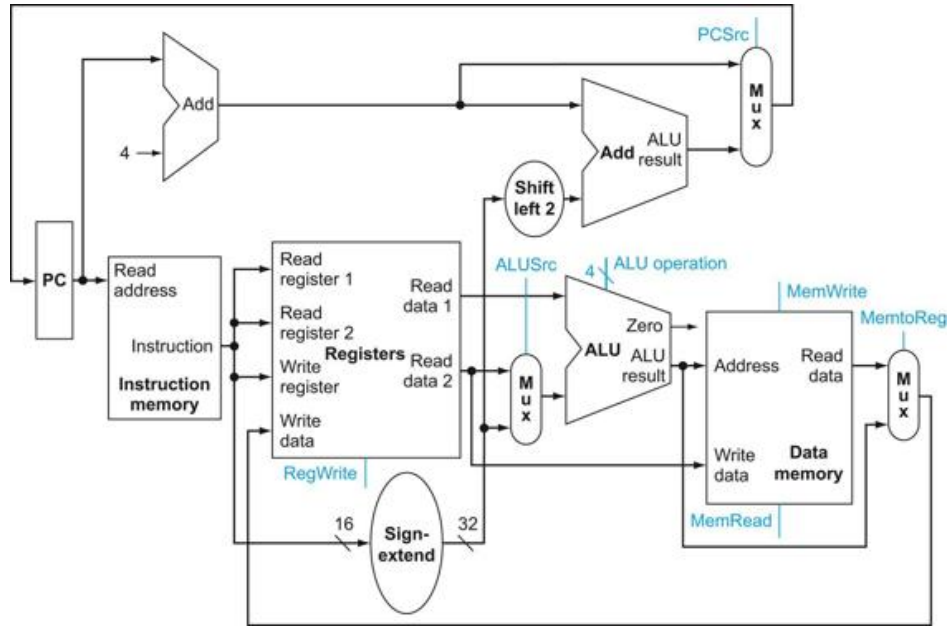 PCSrc
Add
4
M
u
x
Add
ALU
result
Shift
left 2
PC
Read
address
Instruction
Instruction
memory
Read
register 1
Read
register 2
Write
register
Write
data
Registers
Read
data 1
Read
data 2
RegWrite
16
Sign-
extend
32
ALUSrc
M
u
x
4
ALU operation
Zero
ALU
ALU
result
MemWrite
Address
Read
data
Write
data
Data
memory
MemRead
MemtoReg
M
u
x